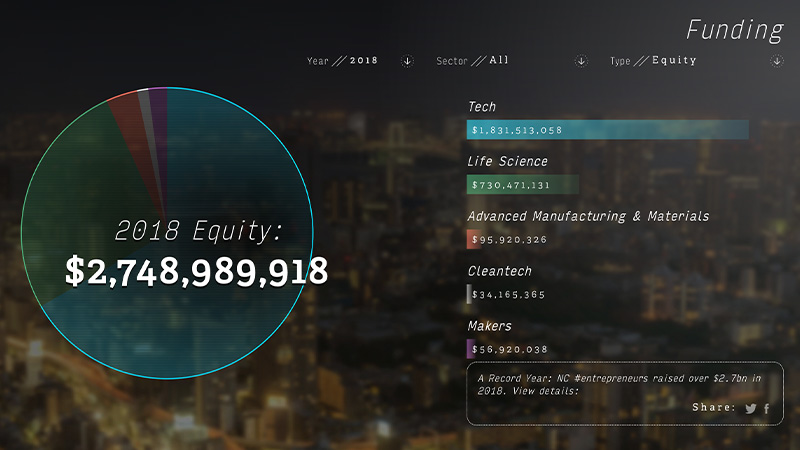 Funding
Year // 2018
Sector // All
Type // Equity
2018 Equity:
$2,748,989,918
Tech
$1,831,513,058
Life Science
$730,471,131
Advanced Manufacturing & Materials
$95,920,326
Cleantech
$34,165,365
Makers
$56,920,038
A Record Year: NC #entrepreneurs raised over $2.7bn in
2018. View details:
Share: